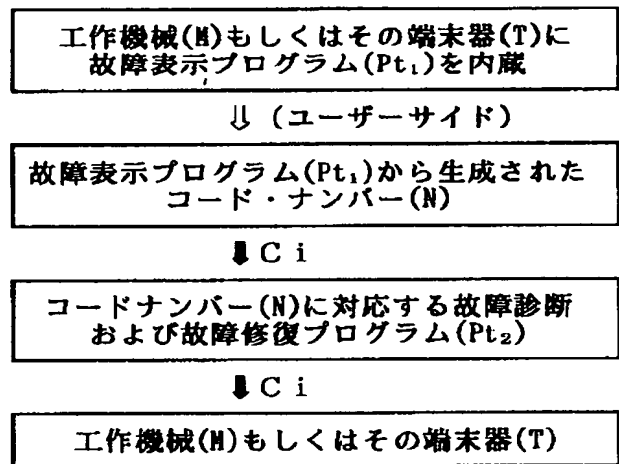 工作機械(M)もしくはその端末器(T)に
故障表示プログラム(Pt₁)を内蔵
⇓ (ユーザーサイド)
故障表示プログラム(Pt₁)から生成された
コード・ナンバー(N)
⬇Ci
コードナンバー(N)に対応する故障診断
および故障修復プログラム(Pt₂)
⬇Ci
工作機械(M)もしくはその端末器(T)